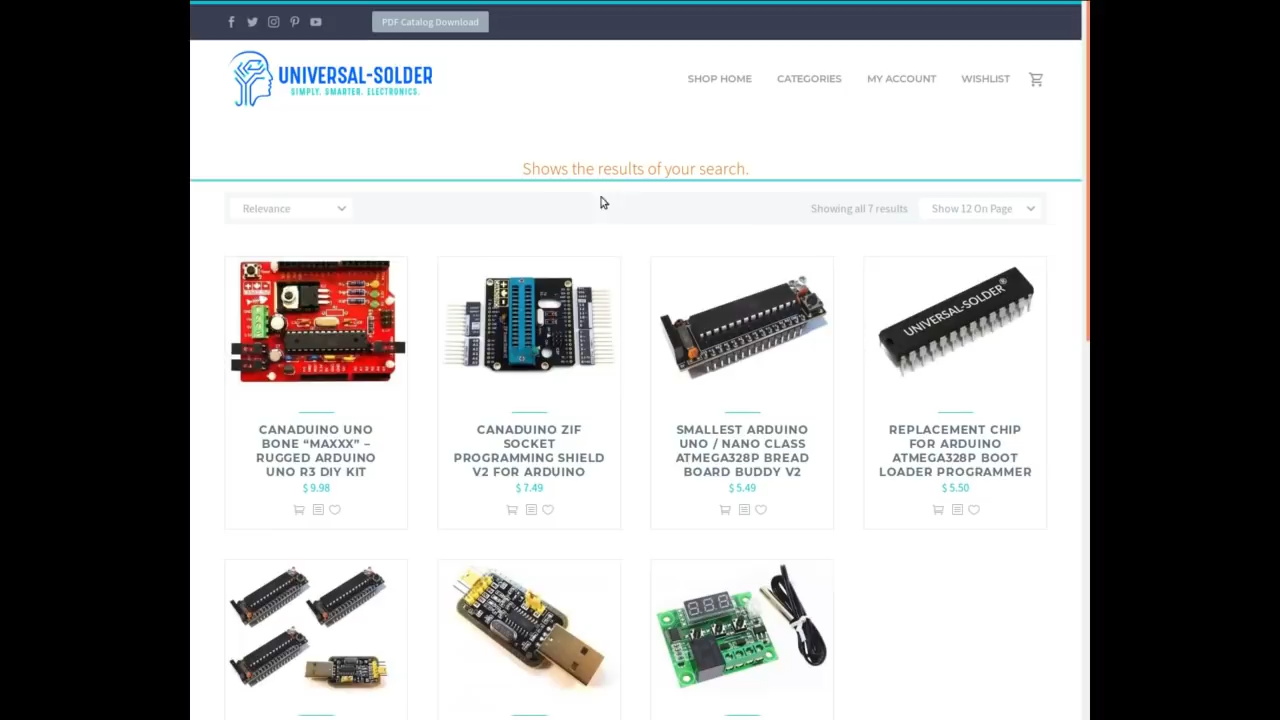 PDF Catalog Download
UNIVERSAL-SOLDER
SIMPLY. SMARTER. ELECTRONICS.
SHOP HOME CATEGORIES MY ACCOUNT WISHLIST
Shows the results of your search.
Relevance
Showing all 7 results
Show 12 On Page
UNIVERSAL-SOLDER®
CANADUINO UNO
BONE “MAXXX” –
RUGGED ARDUINO
UNO R3 DIY KIT
$ 9.98
CANADUINO ZIF
SOCKET
PROGRAMMING SHIELD
V2 FOR ARDUINO
$ 7.49
SMALLEST ARDUINO
UNO / NANO CLASS
ATMEGA328P BREAD
BOARD BUDDY V2
$ 5.49
REPLACEMENT CHIP
FOR ARDUINO
ATMEGA328P BOOT
LOADER PROGRAMMER
$ 5.50